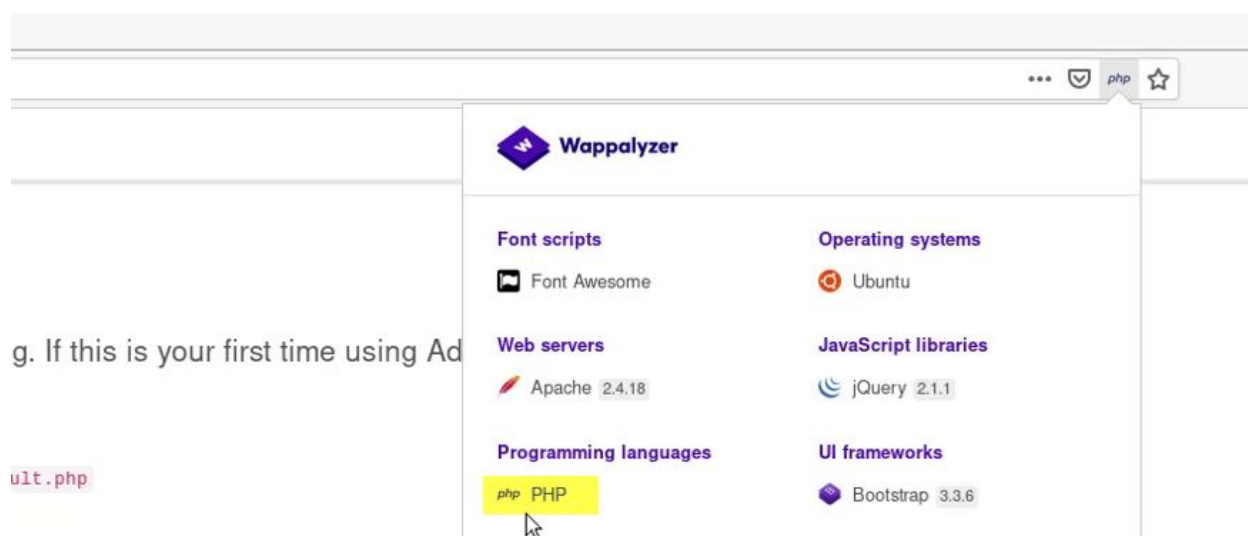 php
Wappalyzer
Font scripts
Operating systems
Font Awesome
Ubuntu
g. If this is your first time using Ad
Web servers
JavaScript libraries
Apache 2.4.18
jQuery 2.1.1
Programming languages
UI frameworks
ult.php
php PHP
Bootstrap 3.3.6